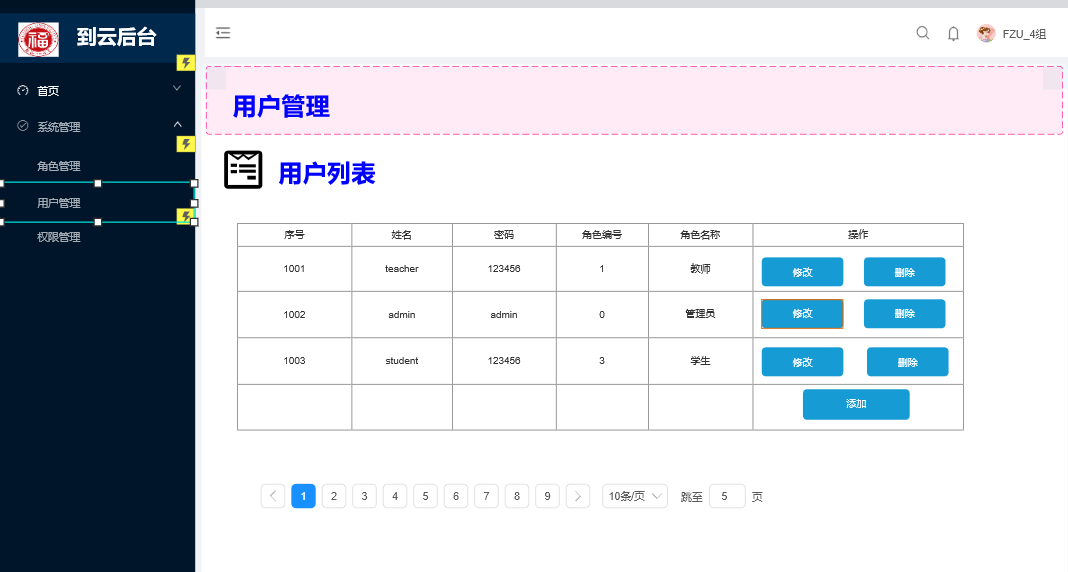 福 到云后台
FZU_4组
首页
系统管理
角色管理
用户管理
权限管理
用户管理
用户列表
序号 姓名 密码 角色编号 角色名称 操作
1001 teacher 123456 1 教师 修改 删除
1002 admin admin 0 管理员 修改 删除
1003 student 123456 3 学生 修改 删除
添加
1 2 3 4 5 6 7 8 9 10条/页 跳至 5 页